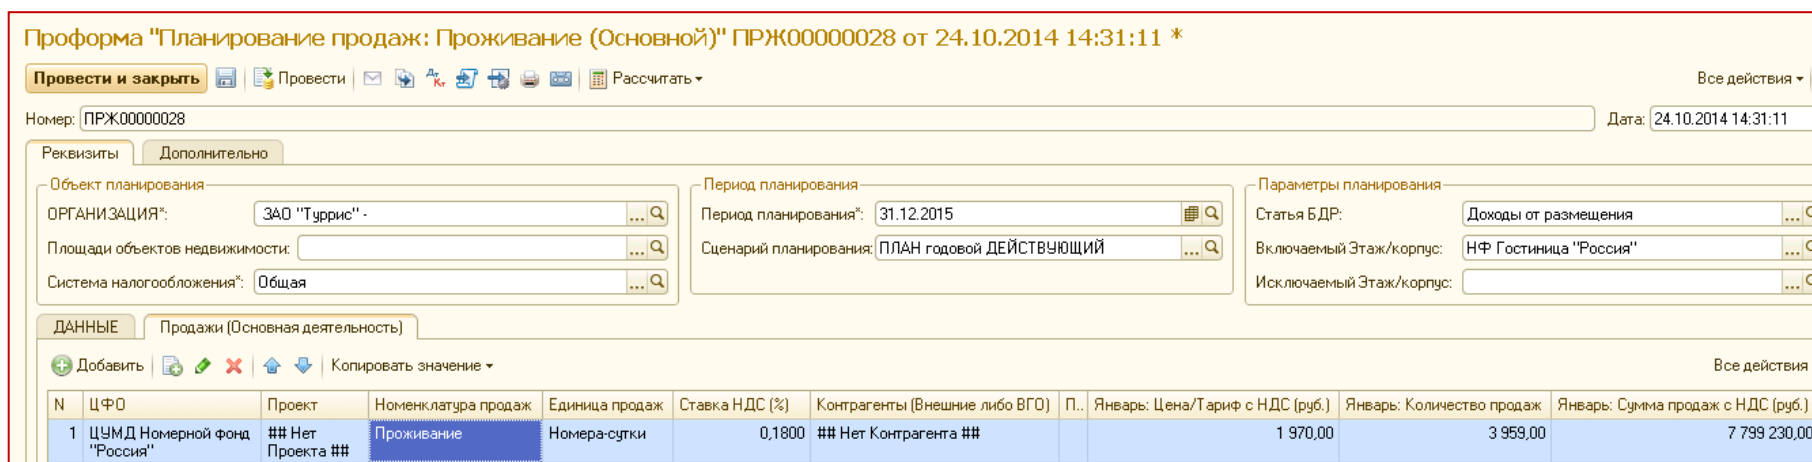 Проформа "Планирование продаж: Проживание (Основной)" ПРЖ00000028 от 24.10.2014 14:31:11 *
Провести и закрыть Провести Дт Кт Рассчитать Все действия
Номер: ПРЖ00000028 Дата: 24.10.2014 14:31:11
Реквизиты Дополнительно
Объект планирования Период планирования Параметры планирования
ОРГАНИЗАЦИЯ*: ЗАО "Туррис" - ... Период планирования*: 31.12.2015 Статья БДР: Доходы от размещения ...
Площади объектов недвижимости: ... Сценарий планирования: ПЛАН годовой ДЕЙСТВУЮЩИЙ ... Включаемый Этаж/корпус: НФ Гостиница "Россия" ...
Система налогообложения*: Общая ... Исключаемый Этаж/корпус: ...
ДАННЫЕ Продажи (Основная деятельность)
Добавить Копировать значение Все действия
N ЦФО Проект Номенклатура продаж Единица продаж Ставка НДС (%) Контрагенты (Внешние либо ВГО) П.. Январь: Цена/Тариф с НДС (руб.) Январь: Количество продаж Январь: Сумма продаж с НДС (руб.)
1 ЦУМД Номерной фонд ## Нет Проживание Номера-сутки 0,1800 ## Нет Контрагента ## 1 970,00 3 959,00 7 799 230,00
"Россия" Проекта ##